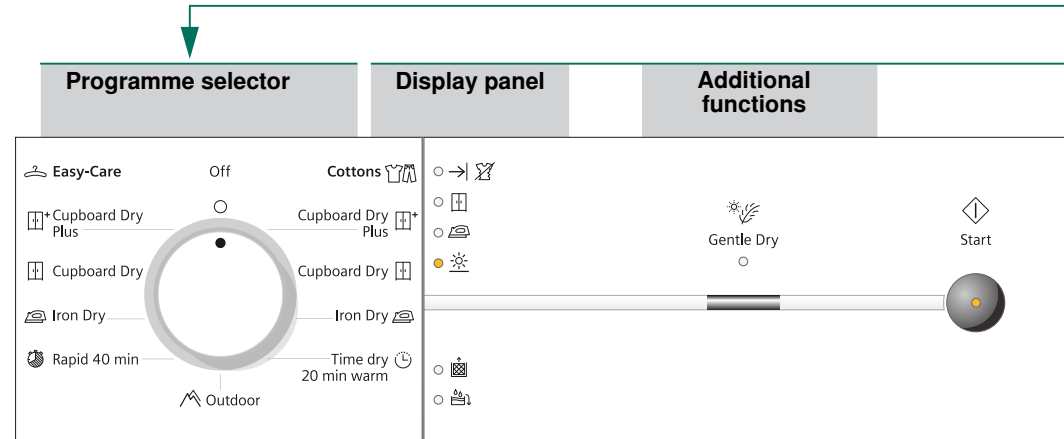 Programme selector
Display panel
Additional
functions
Easy-Care
Off
Cottons
Cupboard Dry
Plus
Cupboard Dry
Plus
Cupboard Dry
Cupboard Dry
Iron Dry
Iron Dry
Rapid 40 min
Time dry
20 min warm
Outdoor
Gentle Dry
Start